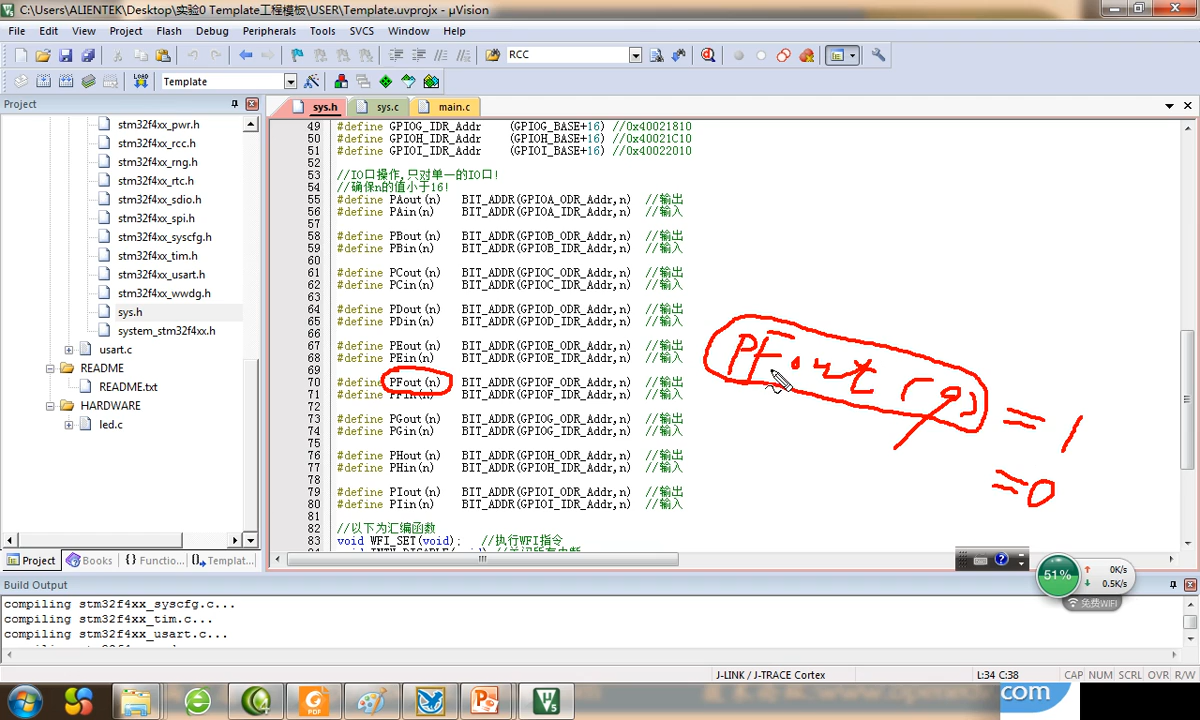 C:\Users\ALIENTEK\Desktop\实验0 Template工程模板\USER\Template.uvprojx - µVision
File Edit View Project Flash Debug Peripherals Tools SVCS Window Help
RCC
LOAD Template
Project
sys.h sys.c main.c
stm32f4xx_pwr.h
stm32f4xx_rcc.h
stm32f4xx_rng.h
stm32f4xx_rtc.h
stm32f4xx_sdio.h
stm32f4xx_spi.h
stm32f4xx_syscfg.h
stm32f4xx_tim.h
stm32f4xx_usart.h
stm32f4xx_wwdg.h
sys.h
system_stm32f4xx.h
usart.c
README
README.txt
HARDWARE
led.c
49 #define GPIOG_IDR_Addr (GPIOG_BASE+16) //0x40021810
50 #define GPIOH_IDR_Addr (GPIOH_BASE+16) //0x40021C10
51 #define GPIOI_IDR_Addr (GPIOI_BASE+16) //0x40022010
52
53 //IO口操作,只对单一的IO口!
54 //确保n的值小于16!
55 #define PAout(n) BIT_ADDR(GPIOA_ODR_Addr,n) //输出
56 #define PAin(n) BIT_ADDR(GPIOA_IDR_Addr,n) //输入
57
58 #define PBout(n) BIT_ADDR(GPIOB_ODR_Addr,n) //输出
59 #define PBin(n) BIT_ADDR(GPIOB_IDR_Addr,n) //输入
60
61 #define PCout(n) BIT_ADDR(GPIOC_ODR_Addr,n) //输出
62 #define PCin(n) BIT_ADDR(GPIOC_IDR_Addr,n) //输入
63
64 #define PDout(n) BIT_ADDR(GPIOD_ODR_Addr,n) //输出
65 #define PDin(n) BIT_ADDR(GPIOD_IDR_Addr,n) //输入
66
67 #define PEout(n) BIT_ADDR(GPIOE_ODR_Addr,n) //输出
68 #define PEin(n) BIT_ADDR(GPIOE_IDR_Addr,n) //输入
69
70 #define PFout(n) BIT_ADDR(GPIOF_ODR_Addr,n) //输出
71 #define PFin(n) BIT_ADDR(GPIOF_IDR_Addr,n) //输入
72
73 #define PGout(n) BIT_ADDR(GPIOG_ODR_Addr,n) //输出
74 #define PGin(n) BIT_ADDR(GPIOG_IDR_Addr,n) //输入
75
76 #define PHout(n) BIT_ADDR(GPIOH_ODR_Addr,n) //输出
77 #define PHin(n) BIT_ADDR(GPIOH_IDR_Addr,n) //输入
78
79 #define PIout(n) BIT_ADDR(GPIOI_ODR_Addr,n) //输出
80 #define PIin(n) BIT_ADDR(GPIOI_IDR_Addr,n) //输入
81
82 //以下为汇编函数
83 void WFI_SET(void); //执行WFI指令
PFout(9) = 1
=0
Project Books {} Functio... Templat...
51% 0K/s
0.5K/s
免费WiFi
Build Output
compiling stm32f4xx_syscfg.c...
compiling stm32f4xx_tim.c...
compiling stm32f4xx_usart.c...
J-LINK / J-TRACE Cortex L:34 C:38 CAP NUM SCRL OVR R/W
PDF
com